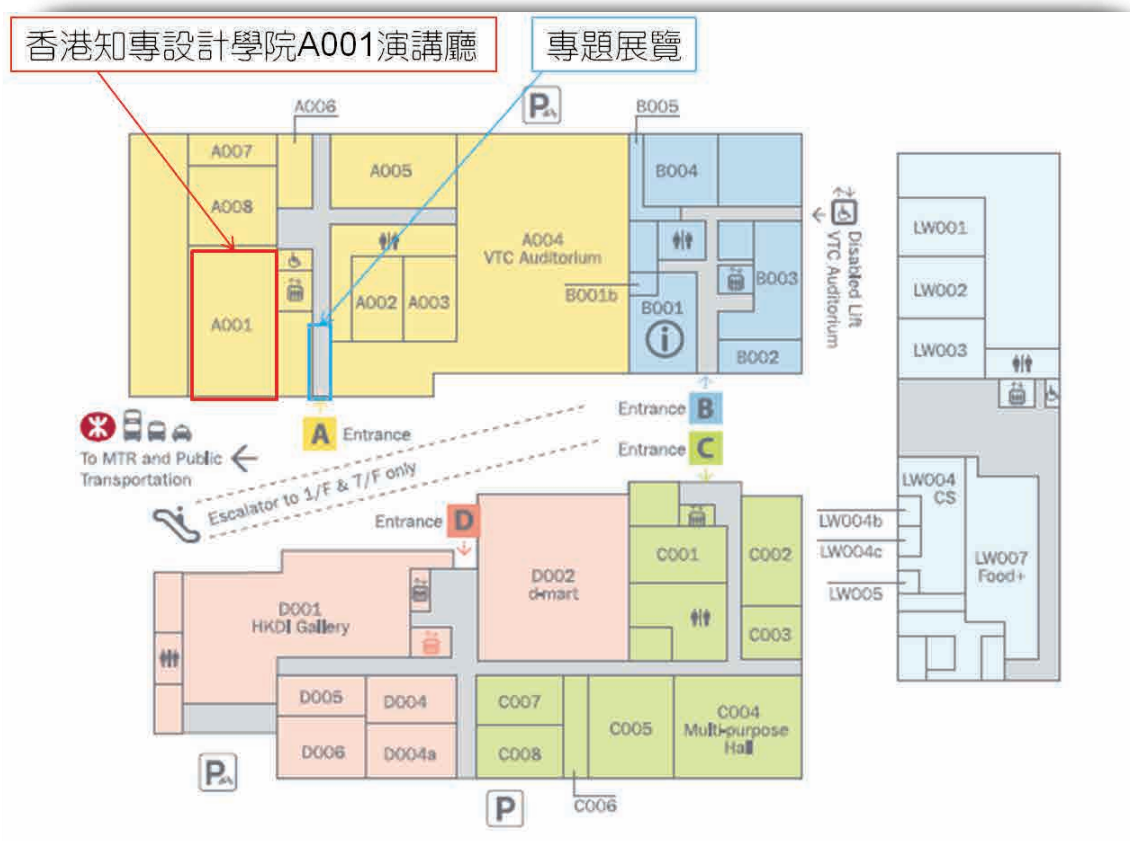 香港知專設計學院A001演講廳
專題展覽
A006
P
B005
A007
A005
B004
A008
A004
VTC Auditorium
Disabled Lift
VTC Auditorium
LW001
A001
A002
A003
B001b
B001
B003
B002
LW002
LW003
Entrance B
A Entrance
Entrance C
To MTR and Public
Transportation
Escalator to 1/F & 7/F only
Entrance D
LW004
CS
LW004b
LW004c
LW005
LW007
Food+
C001
C002
C003
D002
d-mart
D001
HKDI Gallery
D005
D004
D006
D004a
C007
C008
C005
C004
Multi-purpose
Hall
C006
P
P